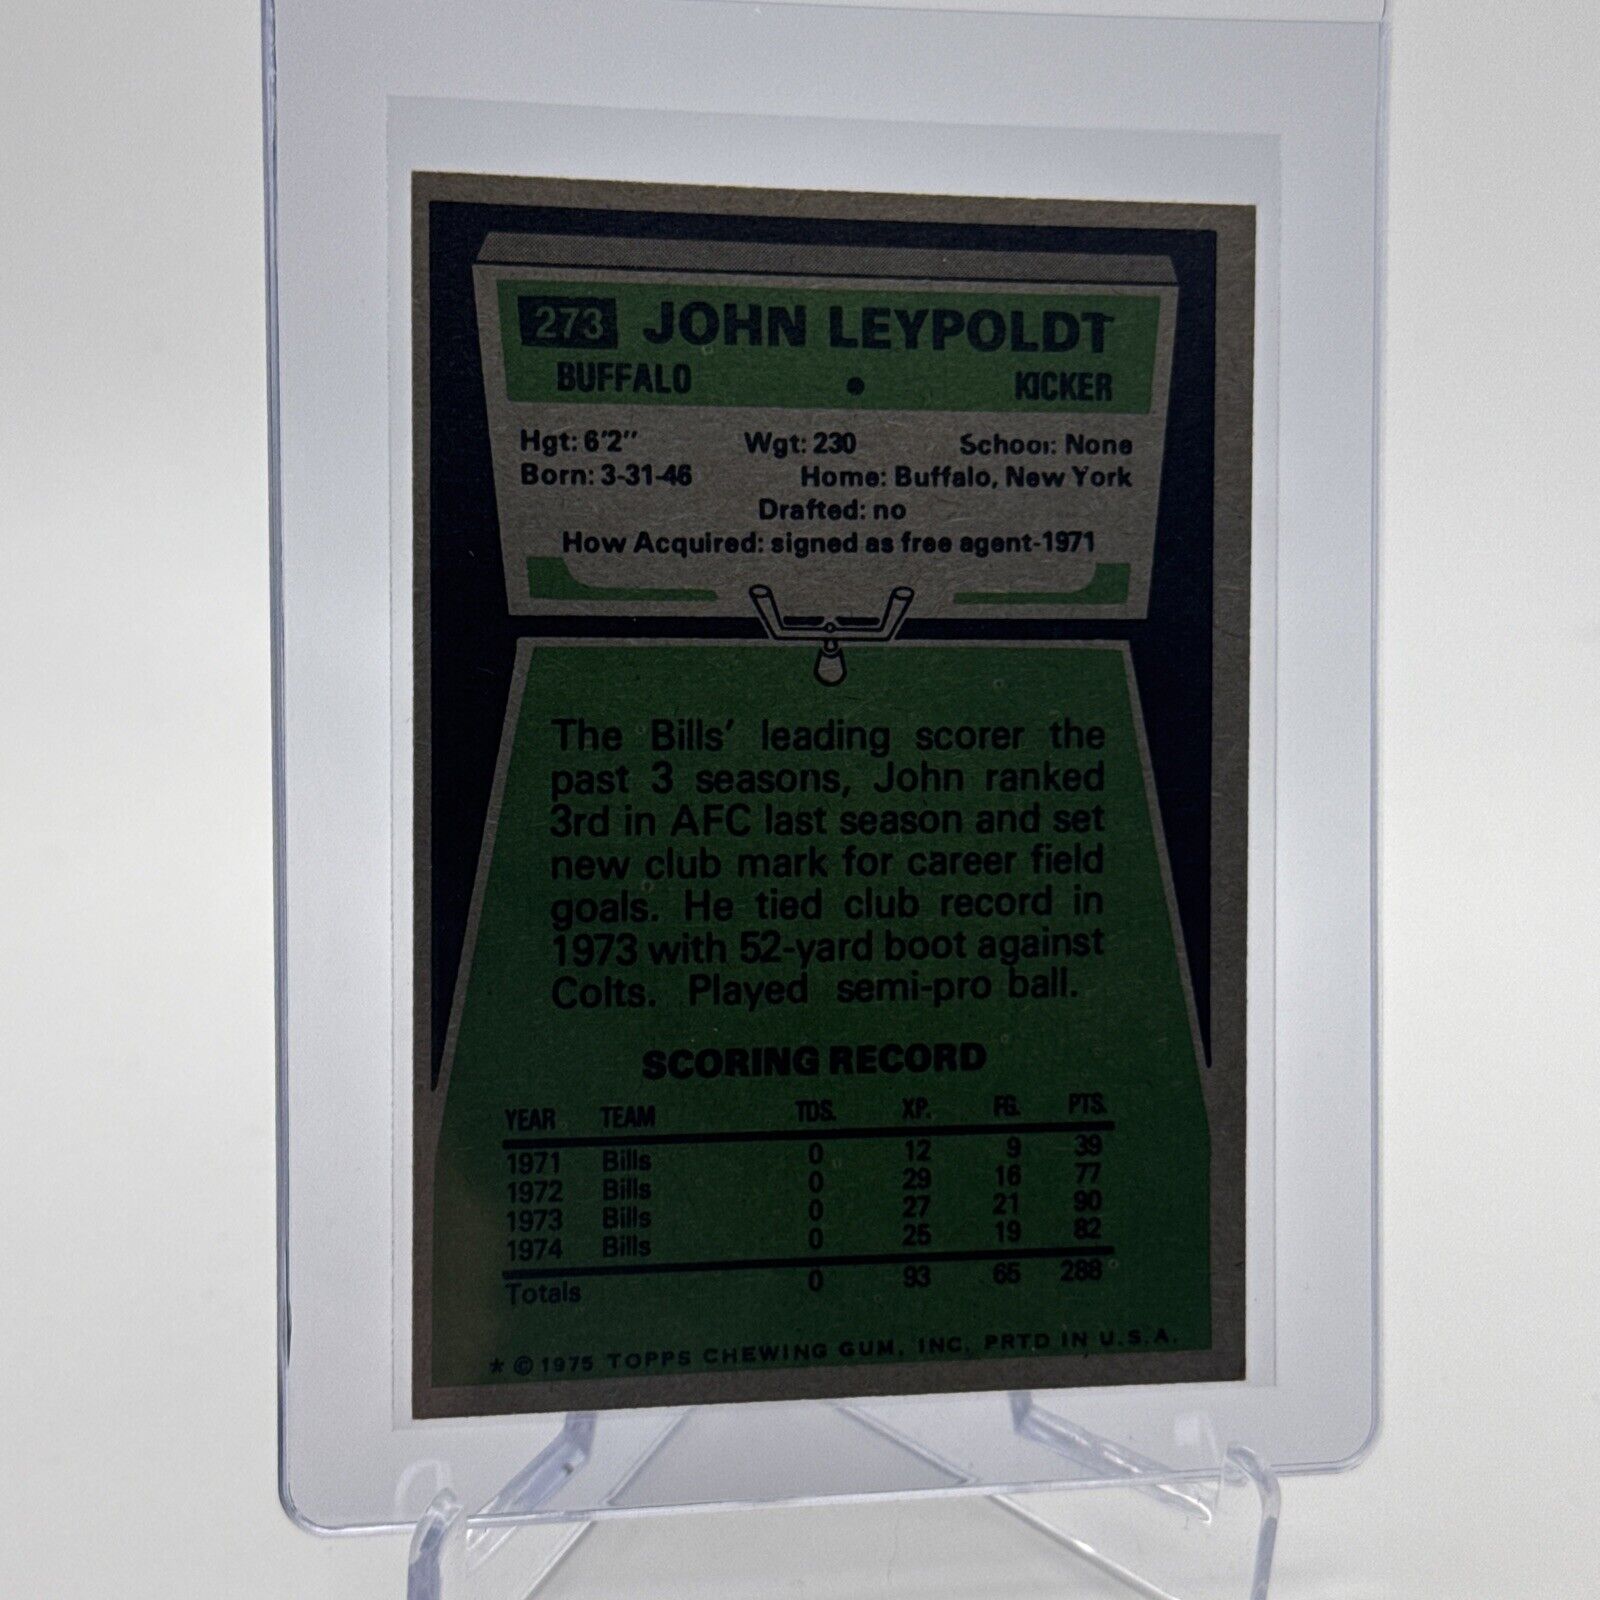 273 JOHN LEYPOLDT
BUFFALO • KICKER
Hgt: 6'2" Wgt: 230 School: None
Born: 3-31-46 Home: Buffalo, New York
Drafted: no
How Acquired: signed as free agent-1971
The Bills' leading scorer the
past 3 seasons, John ranked
3rd in AFC last season and set
new club mark for career field
goals. He tied club record in
1973 with 52-yard boot against
Colts. Played semi-pro ball.
SCORING RECORD
YEAR TEAM TDS. XP. FG. PTS.
1971 Bills 0 12 9 39
1972 Bills 0 29 16 77
1973 Bills 0 27 21 90
1974 Bills 0 25 19 82
Totals 0 93 65 288
* © 1975 TOPPS CHEWING GUM, INC. PRTD IN U.S.A.